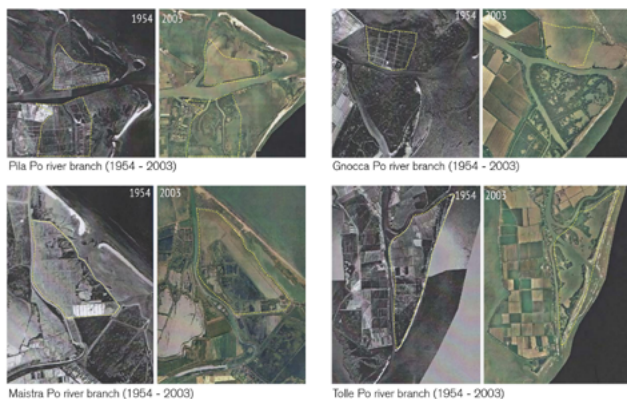 1954 2003
1954 2003
Pila Po river branch (1954 - 2003)
Gnocca Po river branch (1954 - 2003)
1954 2003
1954 2003
Maistra Po river branch (1954 - 2003)
Tolle Po river branch (1954 - 2003)